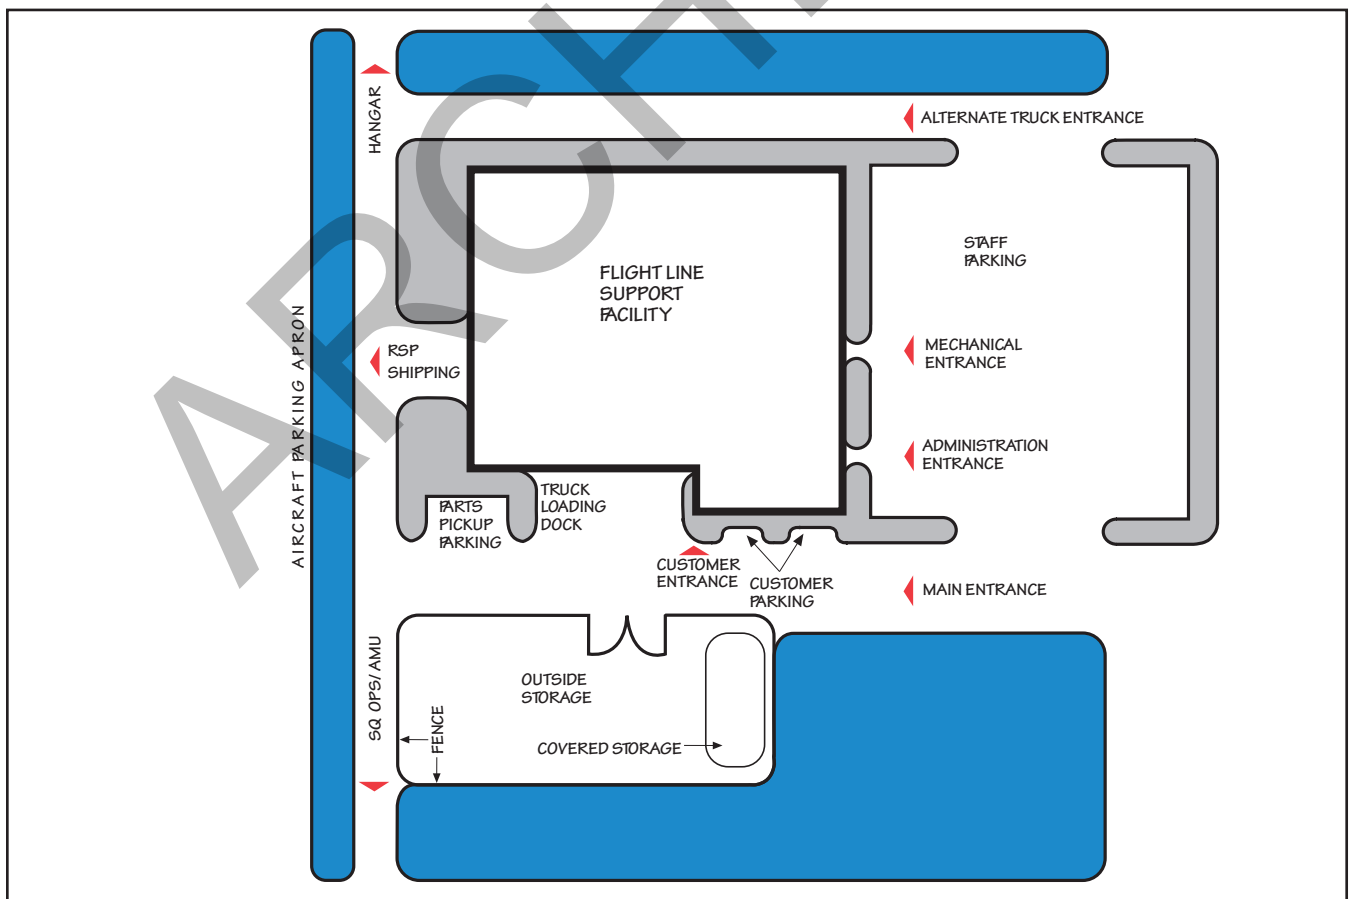 HANGAR
ALTERNATE TRUCK ENTRANCE
STAFF
PARKING
FLIGHT LINE
SUPPORT
FACILITY
AIRCRAFT PARKING APRON
RSP
SHIPPING
MECHANICAL
ENTRANCE
ADMINISTRATION
ENTRANCE
PARTS
PICKUP
PARKING
TRUCK
LOADING
DOCK
CUSTOMER
ENTRANCE
CUSTOMER
PARKING
MAIN ENTRANCE
SQ OPS/AMU
FENCE
OUTSIDE
STORAGE
COVERED STORAGE
ARCH